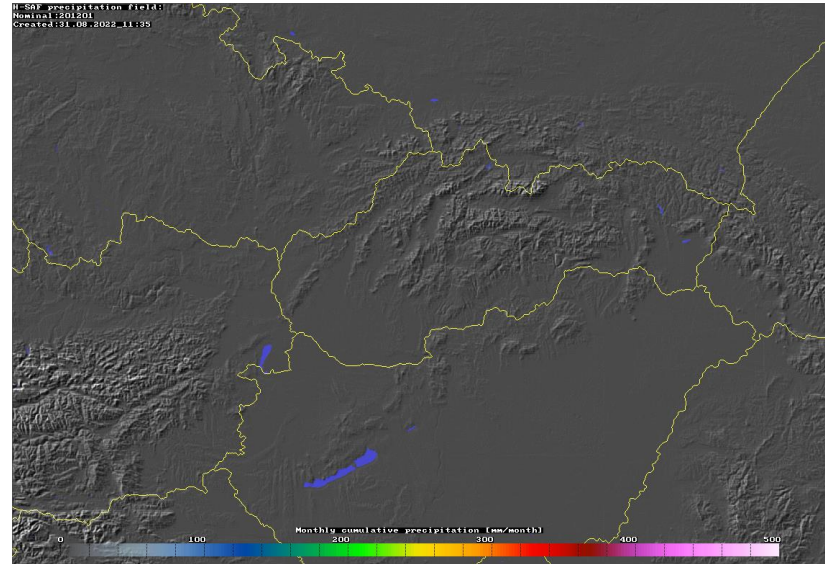 H-SAF precipitation field:
Nominal:201201
Created:31.08.2022_11:35
Monthly cumulative precipitation [mm/month]
0 100 200 300 400 500